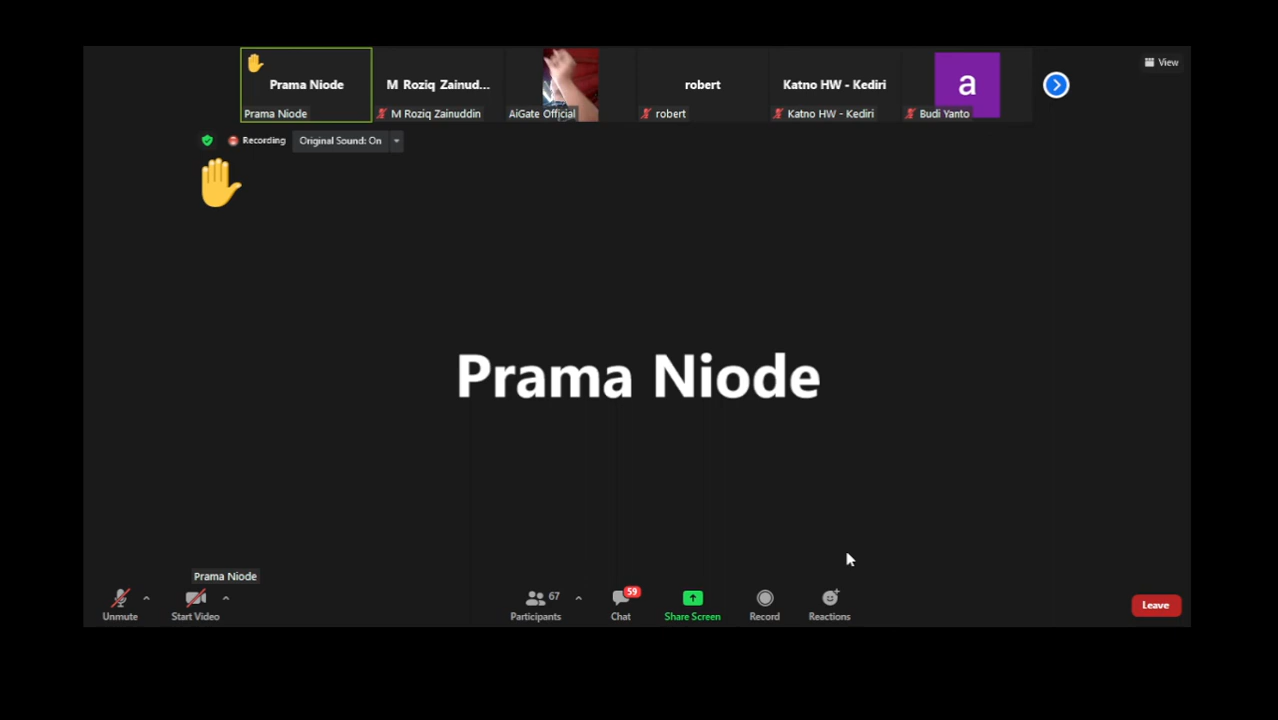 View
Prama Niode
M Roziq Zainud...
robert
Katno HW - Kediri
a
Prama Niode
M Roziq Zainuddin
AiGate Official
robert
Katno HW - Kediri
Budi Yanto
Recording
Original Sound: On
Prama Niode
Prama Niode
67
59
Unmute
Start Video
Participants
Chat
Share Screen
Record
Reactions
Leave